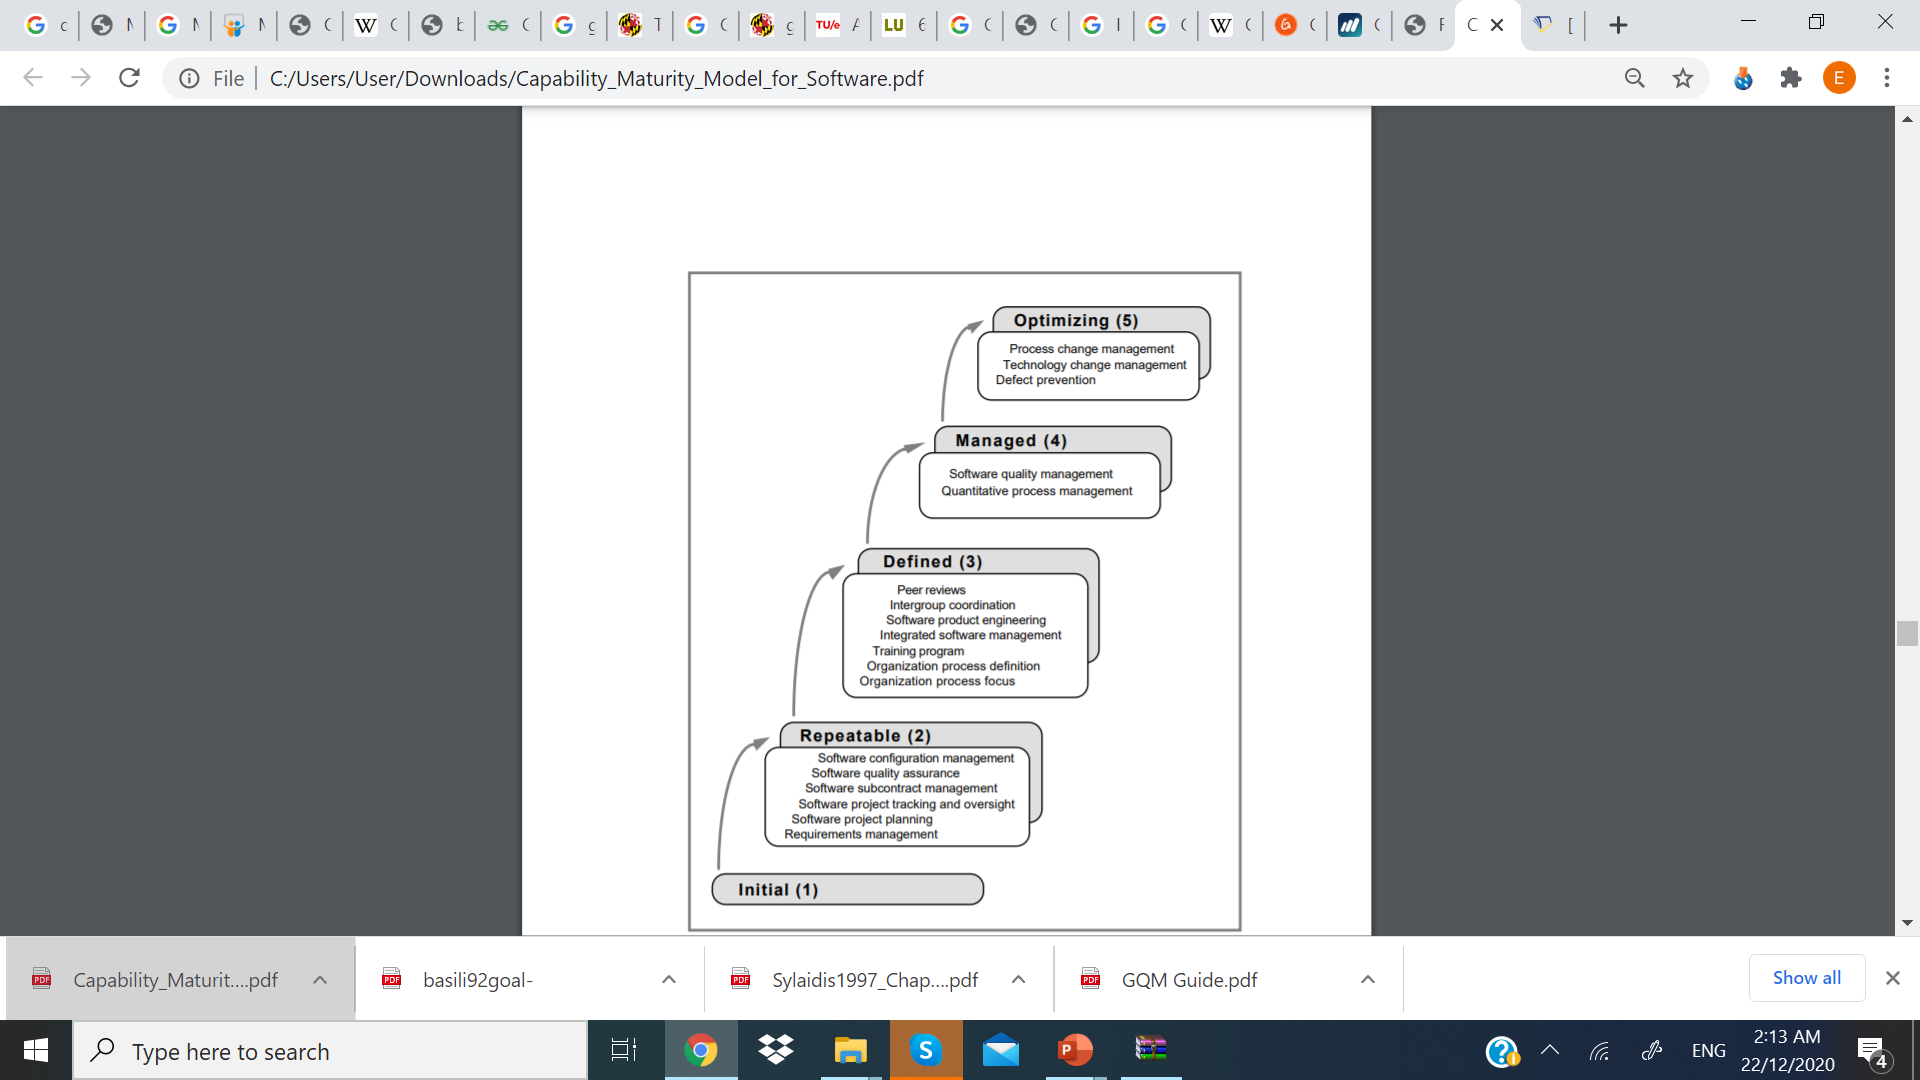 File
C:/Users/User/Downloads/Capability_Maturity_Model_for_Software.pdf
E
Optimizing (5)
Process change management
Technology change management
Defect prevention
Managed (4)
Software quality management
Quantitative process management
Defined (3)
Peer reviews
Intergroup coordination
Software product engineering
Integrated software management
Training program
Organization process definition
Organization process focus
Repeatable (2)
Software configuration management
Software quality assurance
Software subcontract management
Software project tracking and oversight
Software project planning
Requirements management
Initial (1)
Capability_Maturit....pdf
basili92goal-
Sylaidis1997_Chap....pdf
GQM Guide.pdf
Show all
Type here to search
ENG
2:13 AM
22/12/2020
4